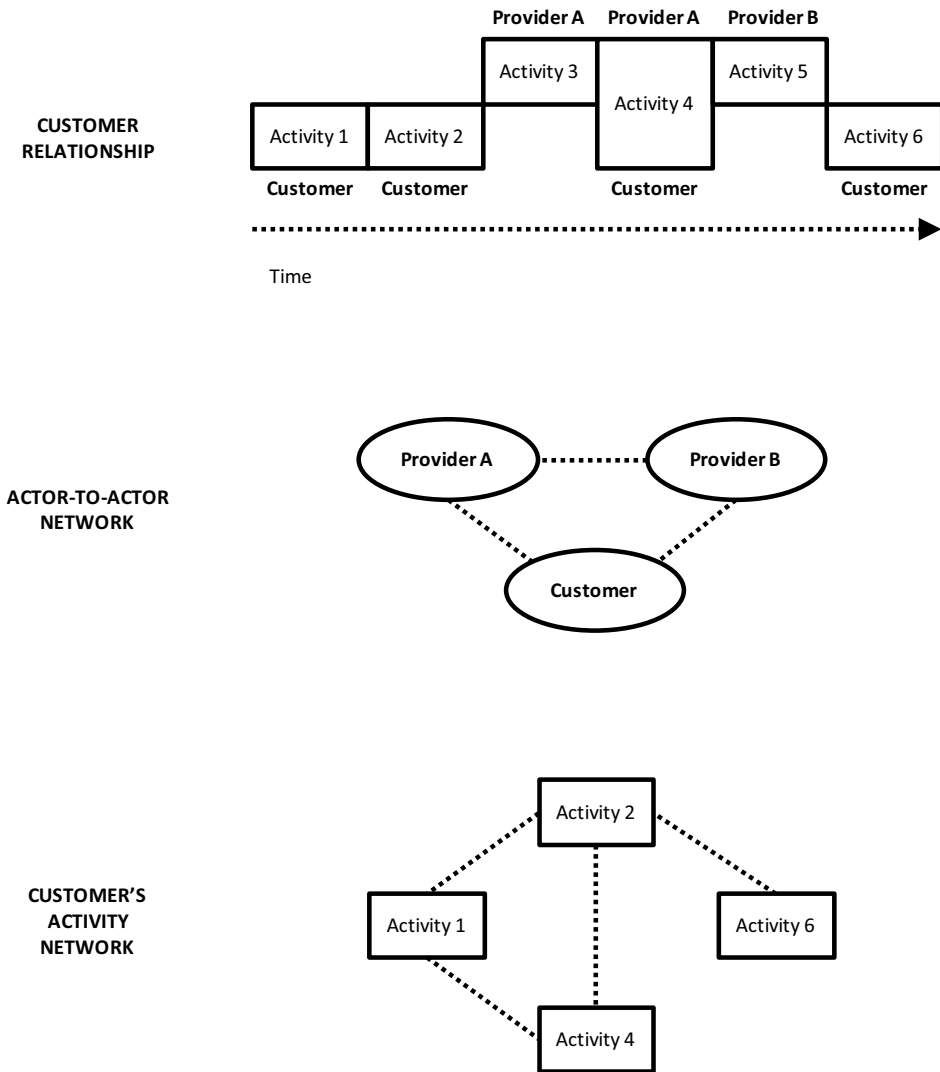 Provider A Provider A Provider B
Activity 3
Activity 4
Activity 5
CUSTOMER
RELATIONSHIP
Activity 1
Activity 2
Activity 6
Customer Customer Customer Customer
Time
ACTOR-TO-ACTOR
NETWORK
Provider A
Provider B
Customer
CUSTOMER’S
ACTIVITY
NETWORK
Activity 2
Activity 1
Activity 6
Activity 4